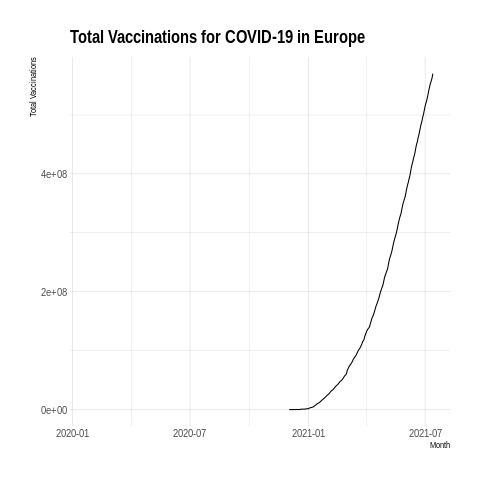 Total Vaccinations for COVID-19 in Europe
Total Vaccinations
4e+08
2e+08
0e+00
2020-01 2020-07 2021-01 2021-07
Month